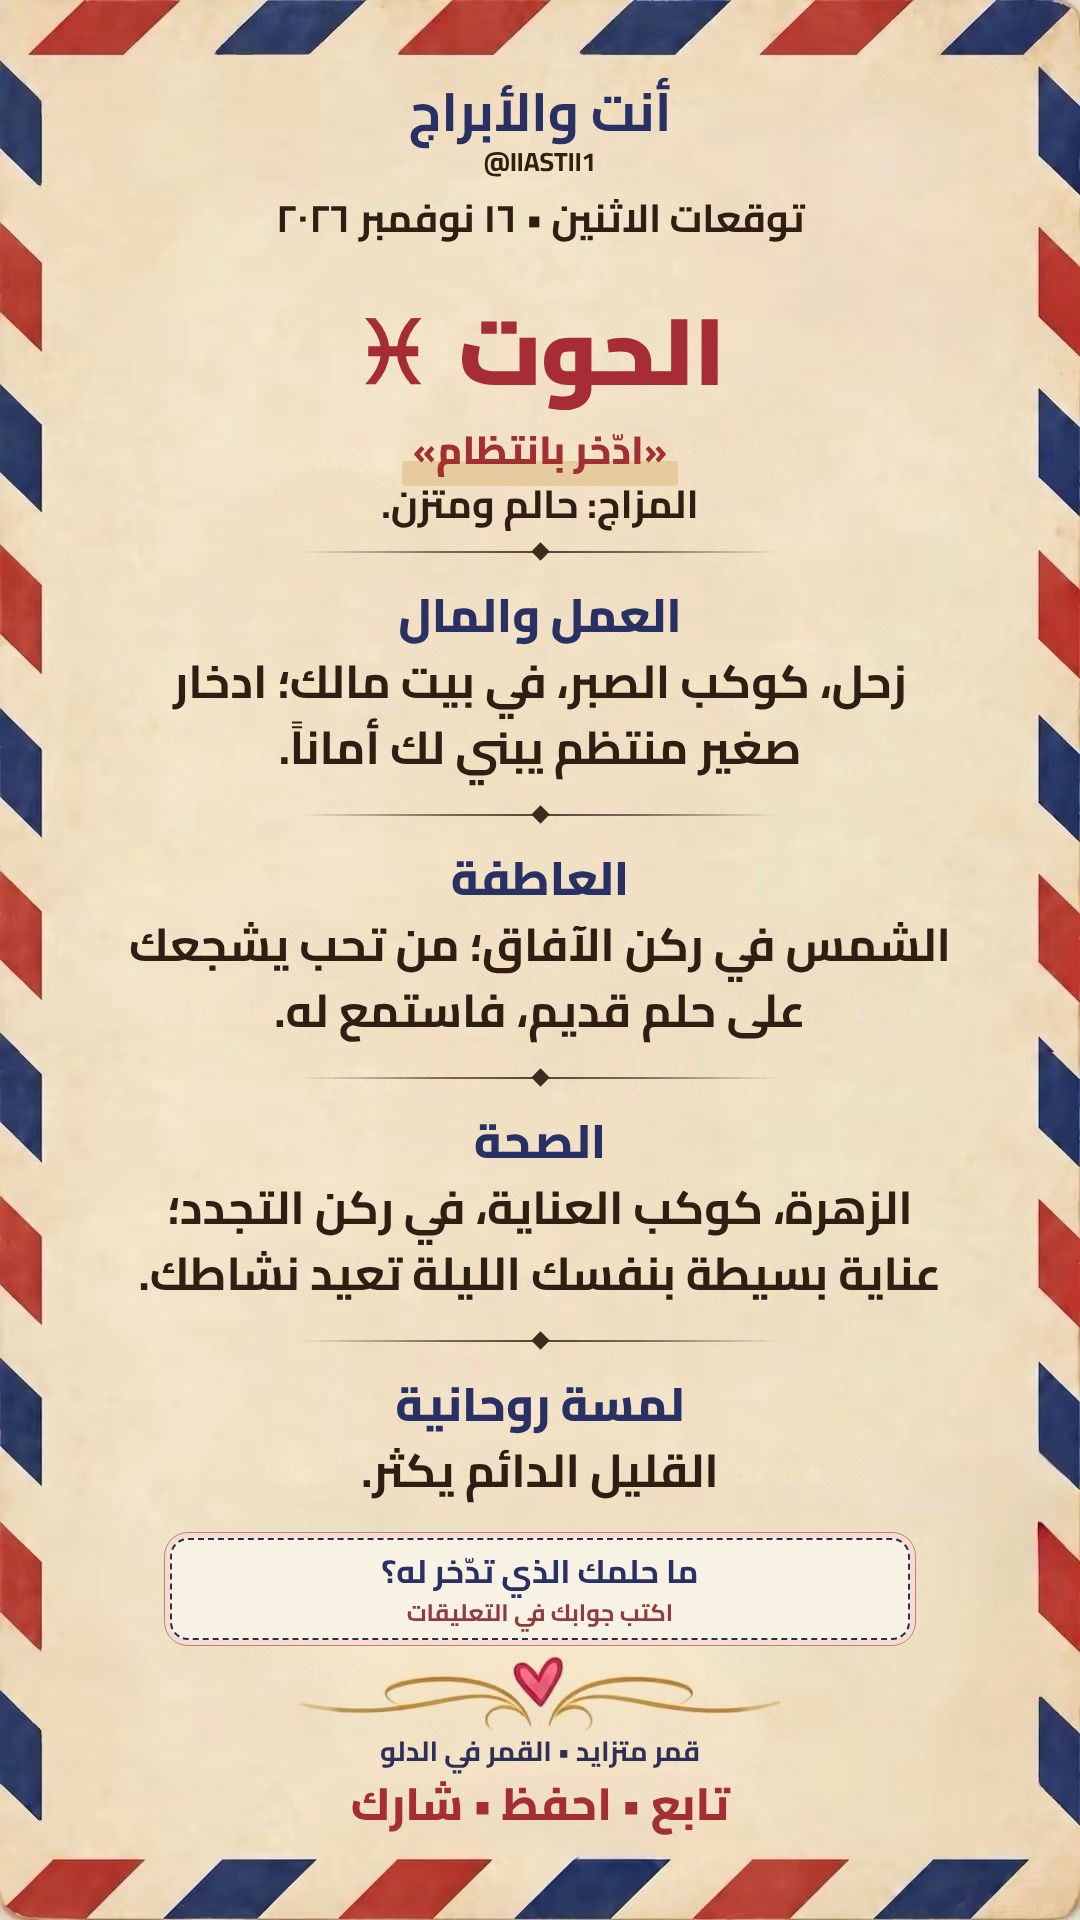 أنت والأبراج
@IIASTII1
توقعات الاثنين ▪ ١٦ نوفمبر ٢٠٢٦
الحوت ♓
«ادّخر بانتظام»
المزاج: حالم ومتزن.
العمل والمال
زحل، كوكب الصبر، في بيت مالك؛ ادخار
صغير منتظم يبني لك أماناً.
العاطفة
الشمس في ركن الآفاق؛ من تحب يشجعك
على حلم قديم، فاستمع له.
الصحة
الزهرة، كوكب العناية، في ركن التجدد؛
عناية بسيطة بنفسك الليلة تعيد نشاطك.
لمسة روحانية
القليل الدائم يكثر.
ما حلمك الذي تدّخر له؟
اكتب جوابك في التعليقات
قمر متزايد ▪ القمر في الدلو
تابع ▪ احفظ ▪ شارك